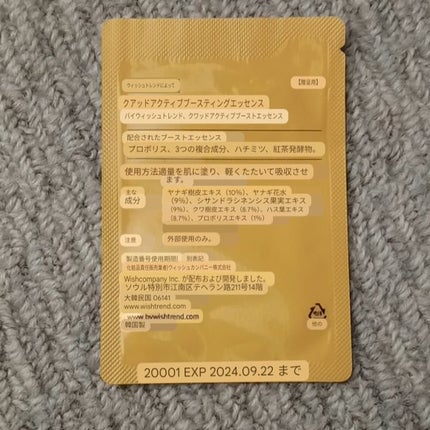 ウィッシュトレンドによって
【贈呈用】
クアッドアクティブブースティングエッセンス
バイウィッシュトレンド、クワッドアクティブブーストエッセンス
配合されたブーストエッセンス
プロポリス、3つの複合成分、ハチミツ、紅茶発酵物。
使用方法適量を肌に塗り、軽くたたいて吸収させ
ます。
主な
成分
ヤナギ樹皮エキス（10%）、ヤナギ花水
（9%）、シサンドラシネンシス果実エキス
（9%）、クワ樹皮エキス（8.7%）、ハス葉エキス
（8.7%）、プロポリスエキス（1%）
注意 外部使用のみ。
製造番号使用期間 別表記
化粧品責任販売業者)ウィッシュカンパニー株式会社
Wishcompany Inc. が配布および開発しました。
ソウル特別市江南区テヘラン路211号14階
大韓民国 06141
www.wishtrend.com
www.bywishtrend.com
韓国製
他の
20001 EXP 2024.09.22 まで